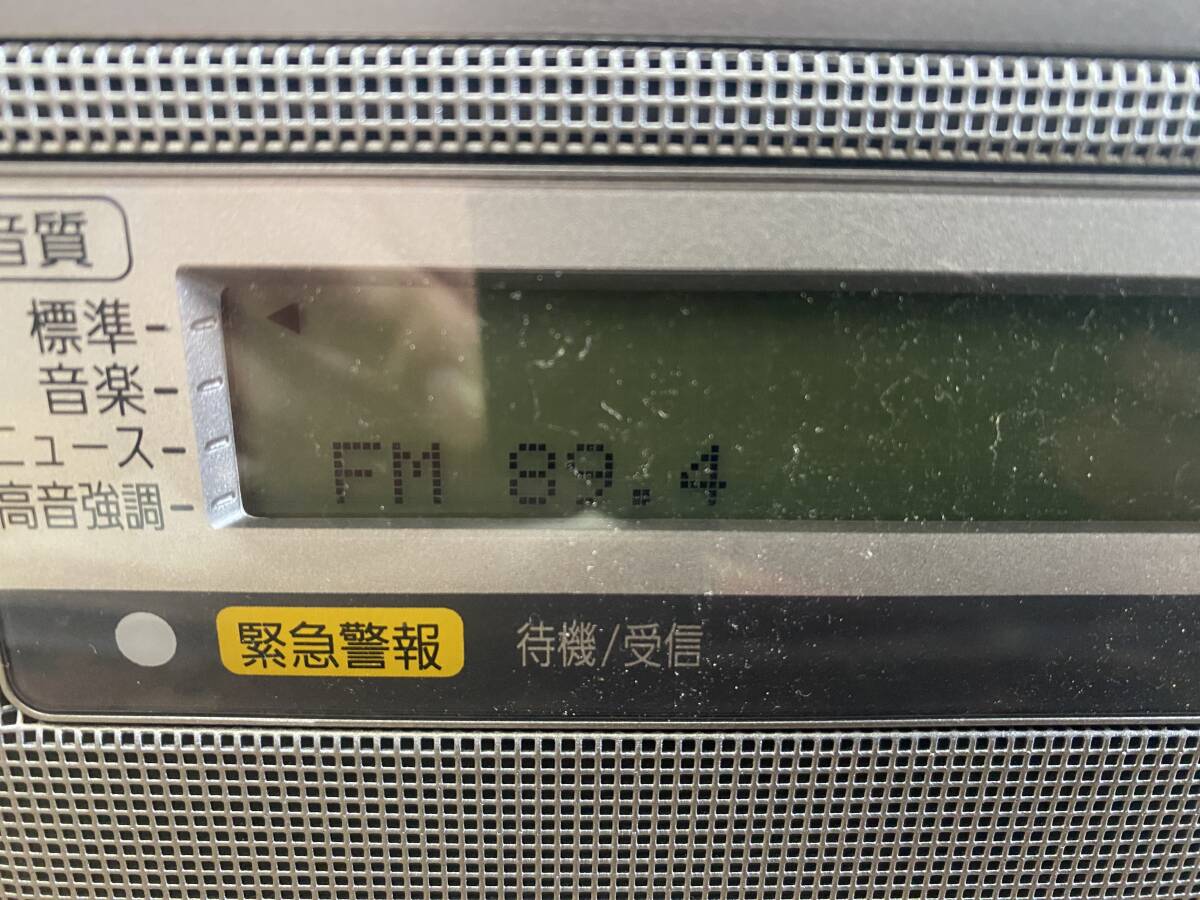 音質
標準
音楽
ニュース
高音強調
FM 89.4
緊急警報 待機/受信